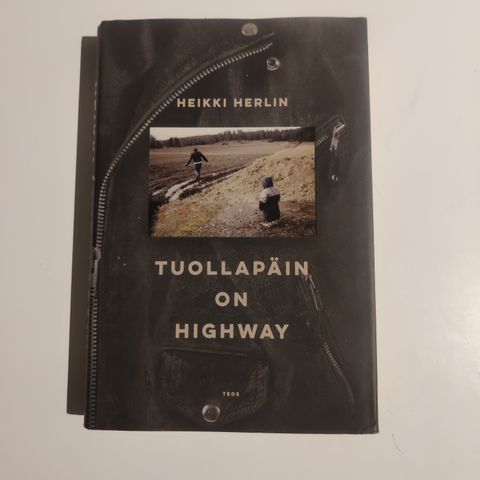 HEIKKI HERLIN
TUOLLAPÄIN
ON
HIGHWAY
TEOS